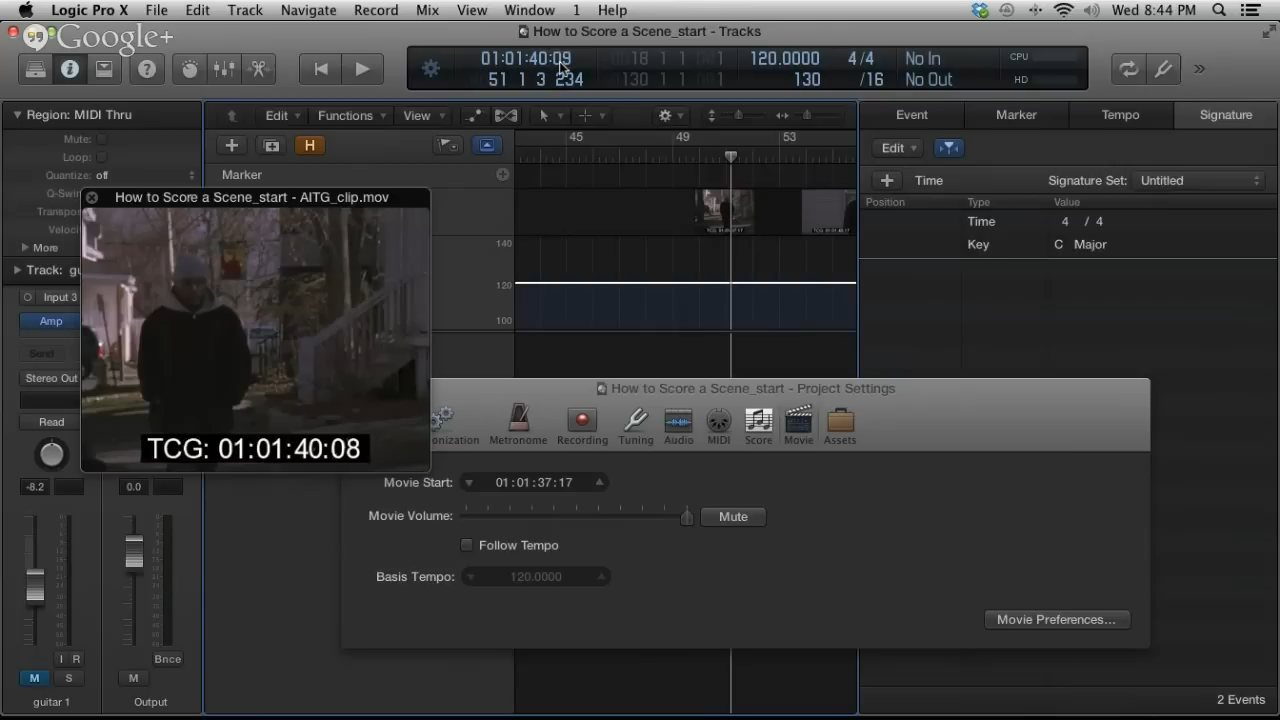 Logic Pro X File Edit Track Navigate Record Mix View Window 1 Help Wed 8:44 PM
Google+
How to Score a Scene_start - Tracks
01:01:40:09 18 1 1 1 120.0000 4/4 No In CPU
51 1 3 234 130 1 1 1 130 /16 No Out HD
Region: MIDI Thru
Mute:
Loop:
Quantize: off
Q-Swin
Transpos
Veloci
More
Track: gu
Input 3
Amp
Send
Stereo Out
Read
-8.2 0.0
I R Bnce
M S M
guitar 1 Output
Edit Functions View
H
45 49 53
Marker
140
120
100
How to Score a Scene_start - AITG_clip.mov
TCG: 01:01:40:08
Event Marker Tempo Signature
Edit
Time Signature Set: Untitled
Position Type Value
Time 4 / 4
Key C Major
How to Score a Scene_start - Project Settings
onization Metronome Recording Tuning Audio MIDI Score Movie Assets
Movie Start: 01:01:37:17
Movie Volume: Mute
Follow Tempo
Basis Tempo: 120.0000
Movie Preferences...
2 Events